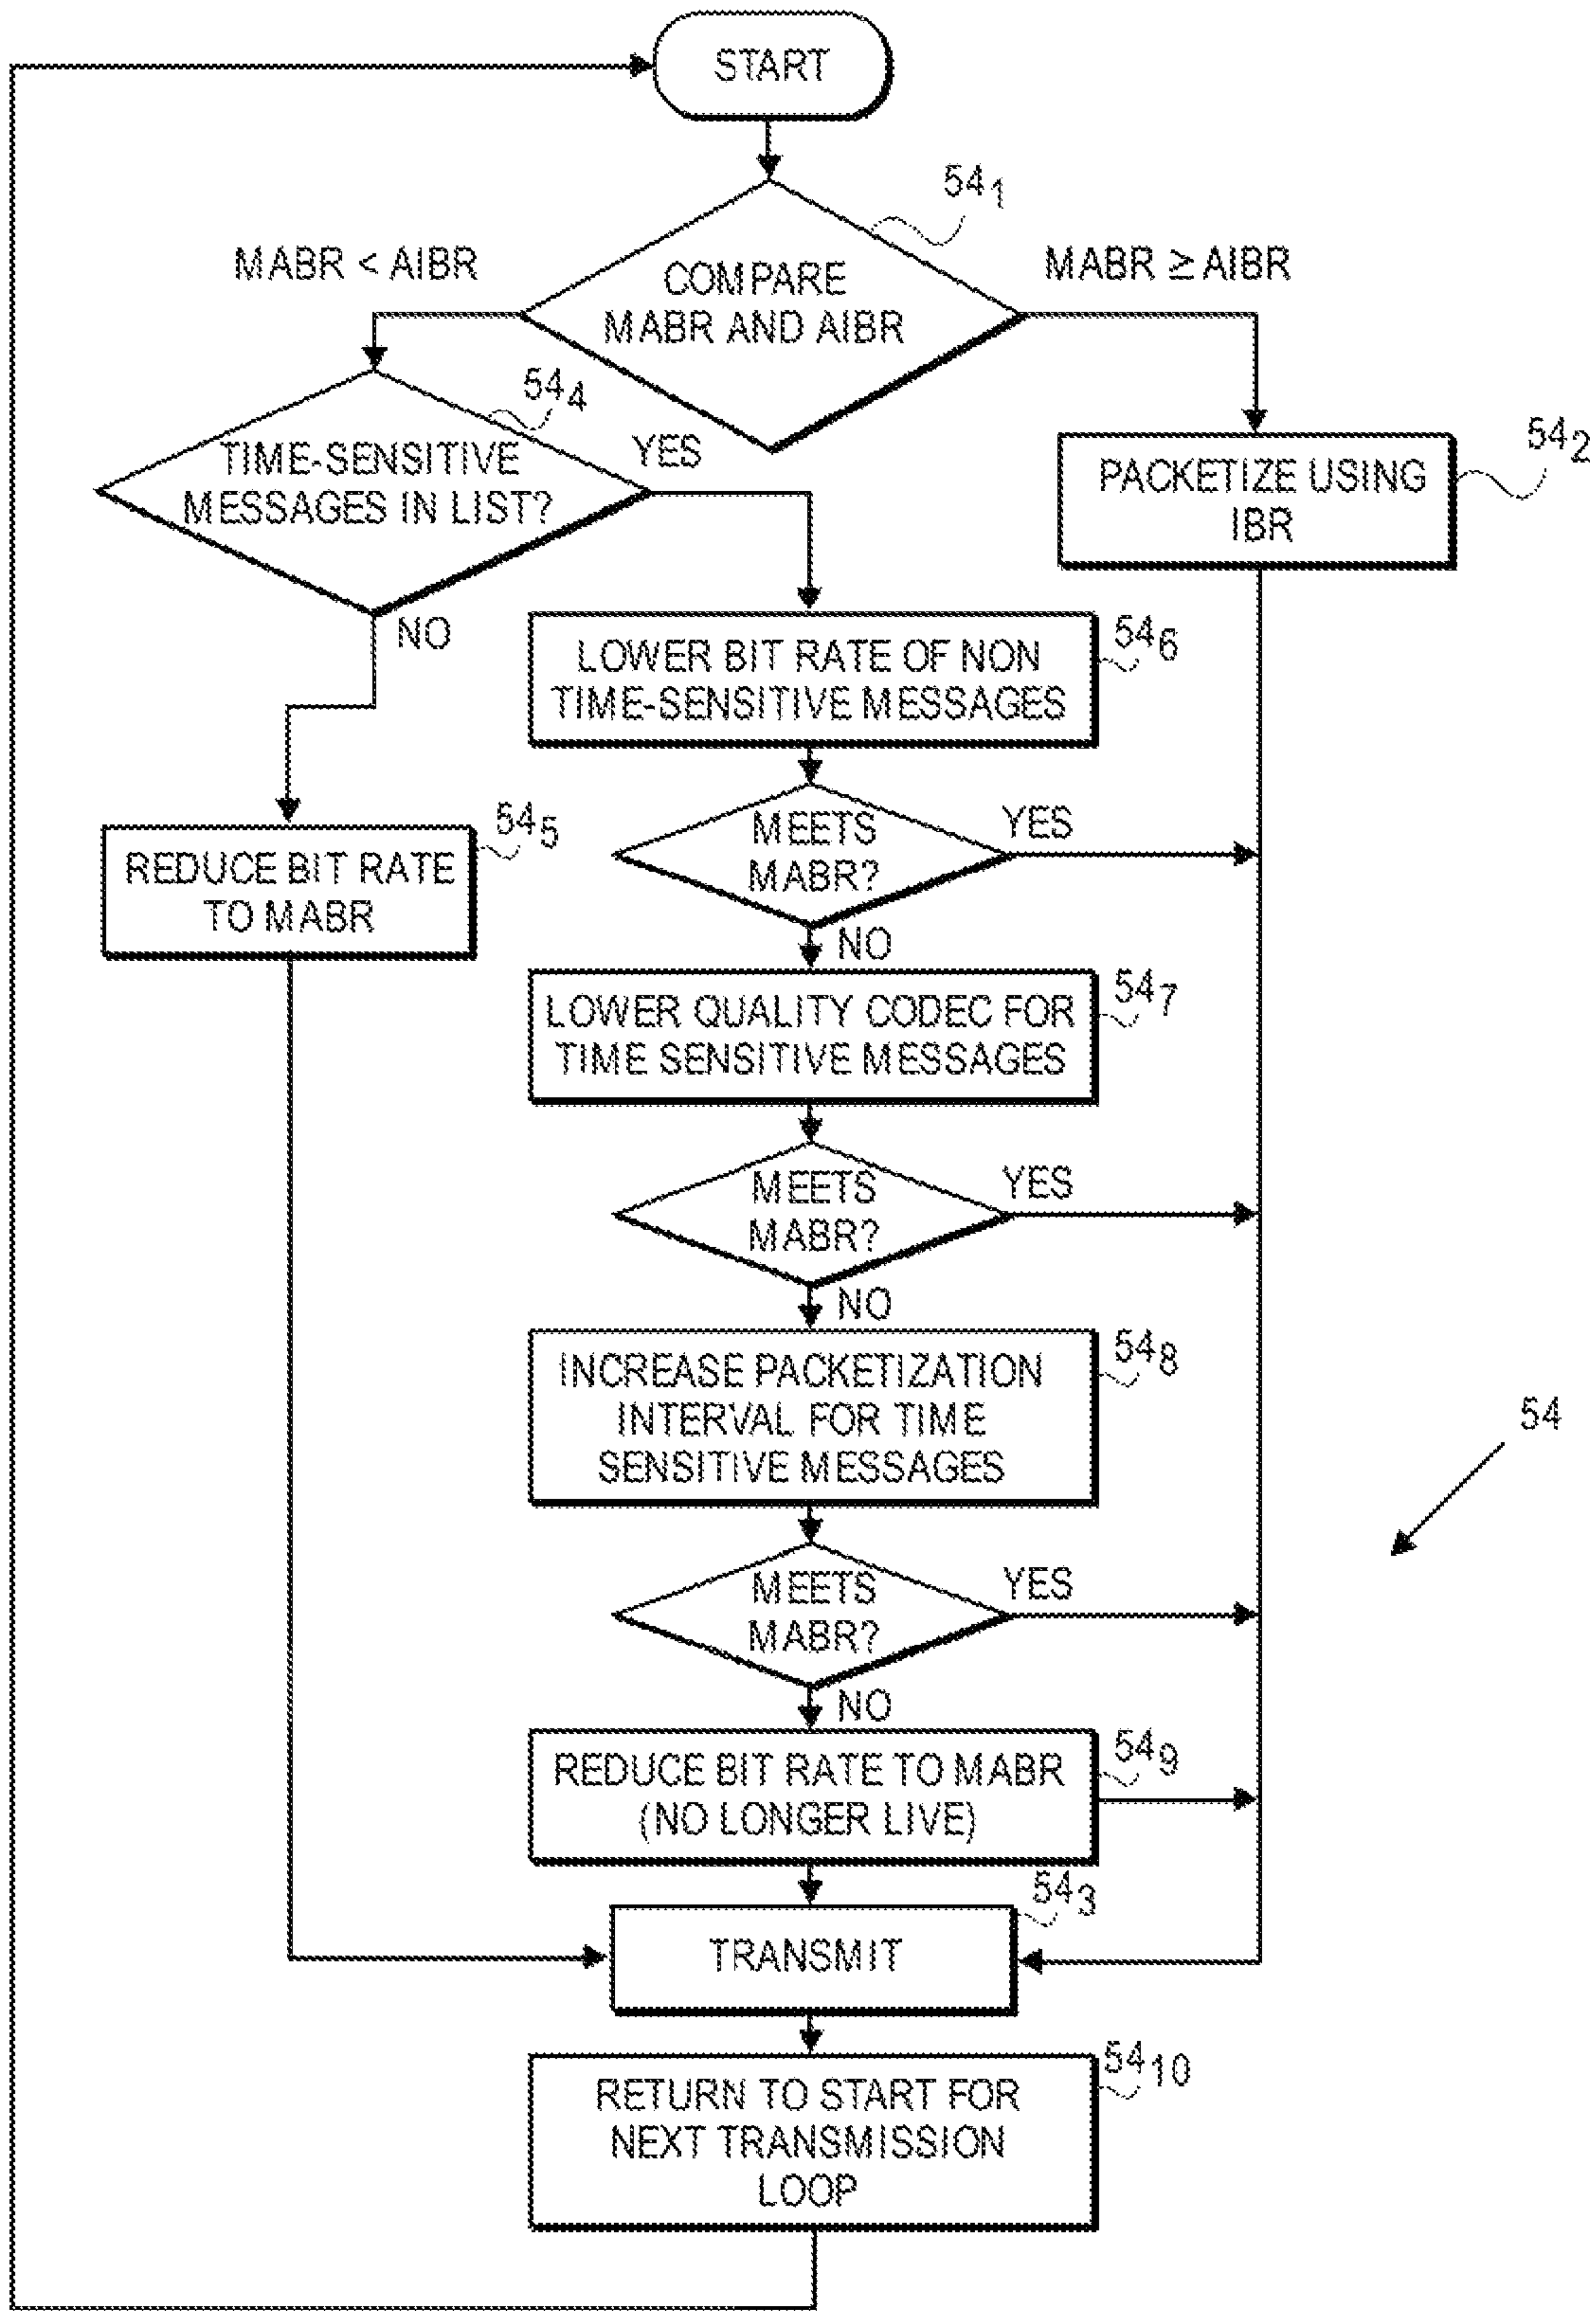 START
54₁
MABR < AIBR
MABR ≥ AIBR
COMPARE
MABR AND AIBR
54₄
TIME-SENSITIVE
MESSAGES IN LIST?
YES
54₂
PACKETIZE USING
IBR
NO
54₆
LOWER BIT RATE OF NON
TIME-SENSITIVE MESSAGES
54₅
REDUCE BIT RATE
TO MABR
MEETS
MABR?
YES
NO
54₇
LOWER QUALITY CODEC FOR
TIME SENSITIVE MESSAGES
MEETS
MABR?
YES
NO
54₈
INCREASE PACKETIZATION
INTERVAL FOR TIME
SENSITIVE MESSAGES
54
MEETS
MABR?
YES
NO
54₉
REDUCE BIT RATE TO MABR
(NO LONGER LIVE)
54₃
TRANSMIT
54₁₀
RETURN TO START FOR
NEXT TRANSMISSION
LOOP